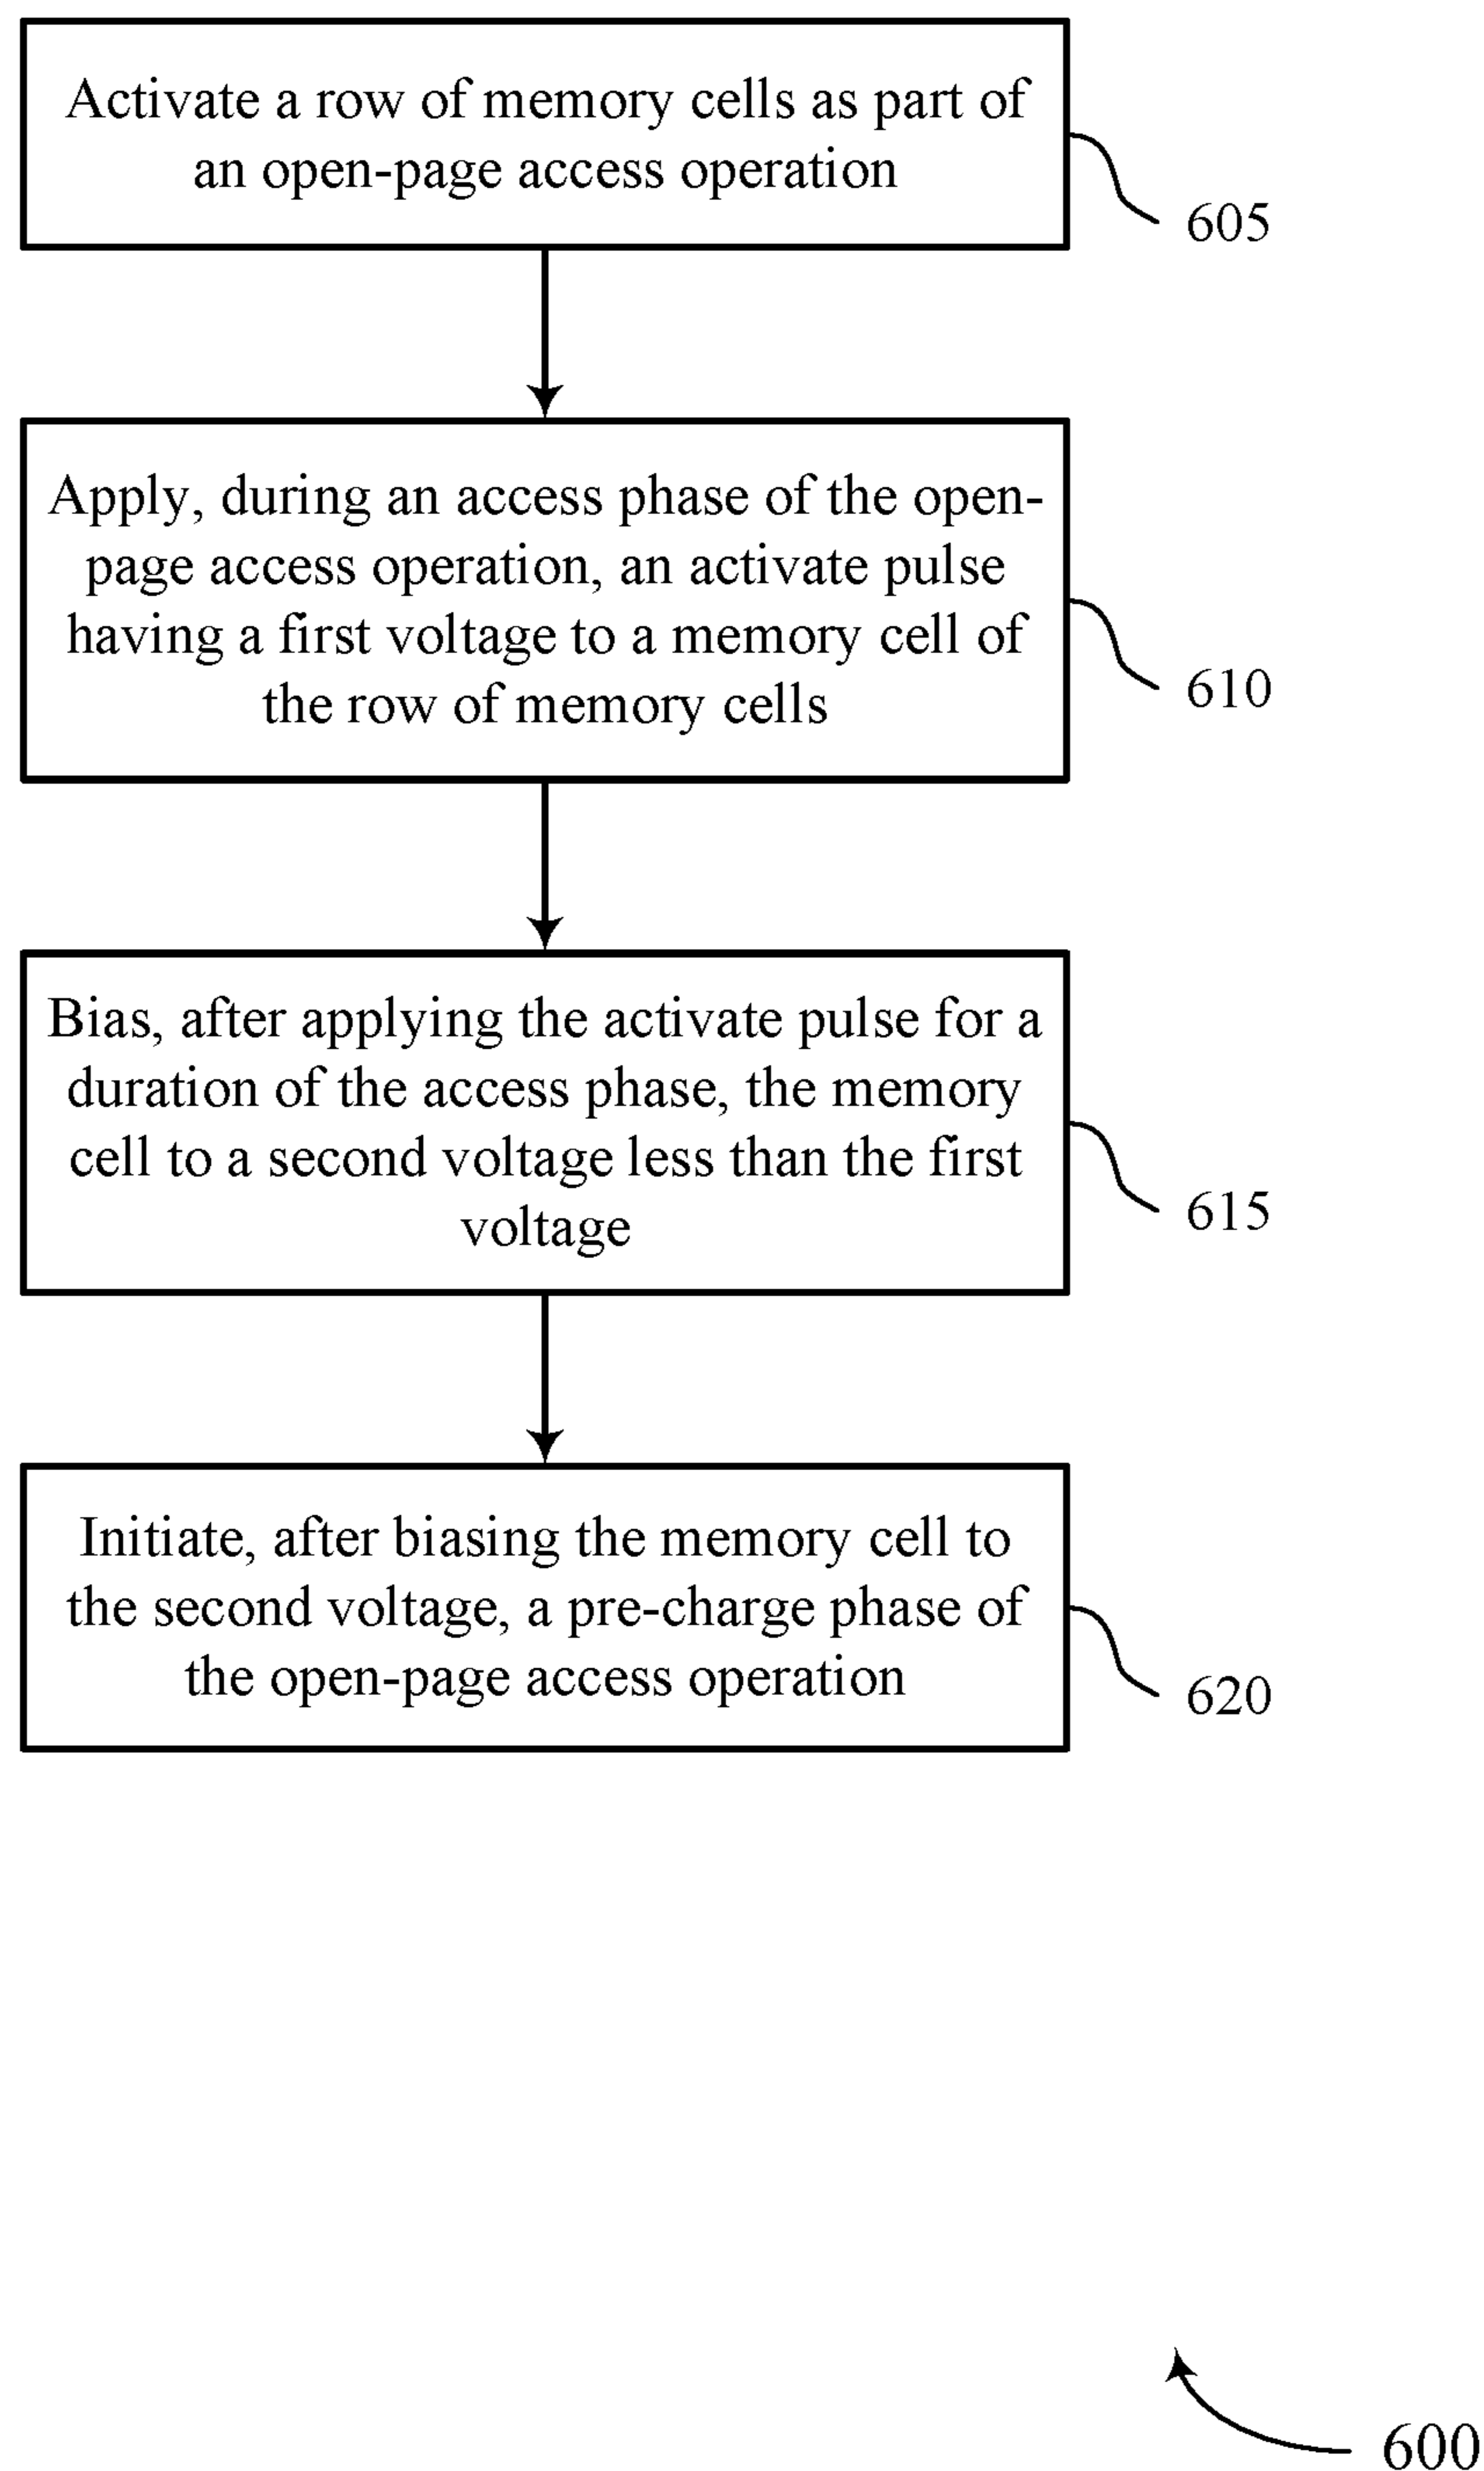 Activate a row of memory cells as part of
an open-page access operation
605
Apply, during an access phase of the open-
page access operation, an activate pulse
having a first voltage to a memory cell of
the row of memory cells
610
Bias, after applying the activate pulse for a
duration of the access phase, the memory
cell to a second voltage less than the first
voltage
615
Initiate, after biasing the memory cell to
the second voltage, a pre-charge phase of
the open-page access operation
620
600